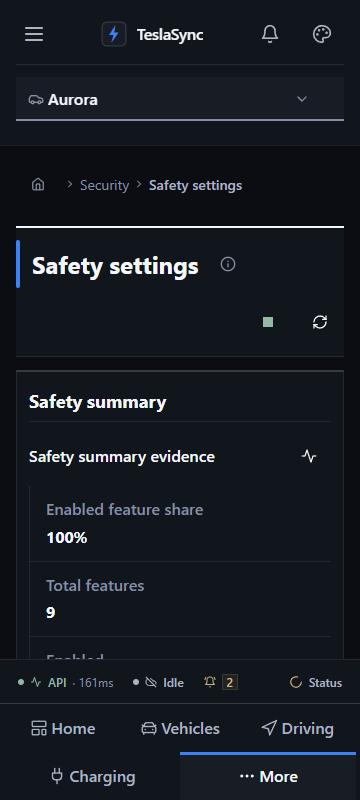 TeslaSync
Aurora
Security
Safety settings
Safety settings
Safety summary
Safety summary evidence
Enabled feature share
100%
Total features
9
Enabled
API · 161ms
Idle
2
Status
Home
Vehicles
Driving
Charging
More